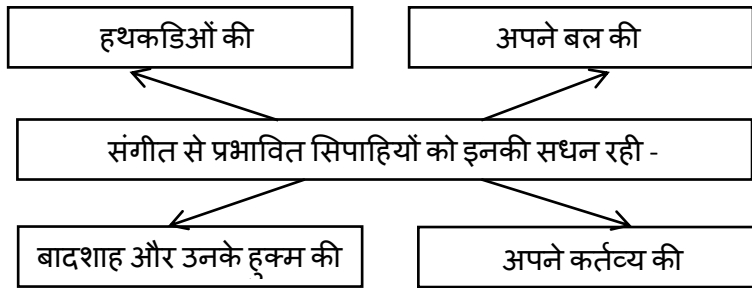 हथकडिओं की
अपने बल की
संगीत से प्रभावित सिपाहियों को इनकी सधन रही -
बादशाह और उनके हुक्म की
अपने कर्तव्य की